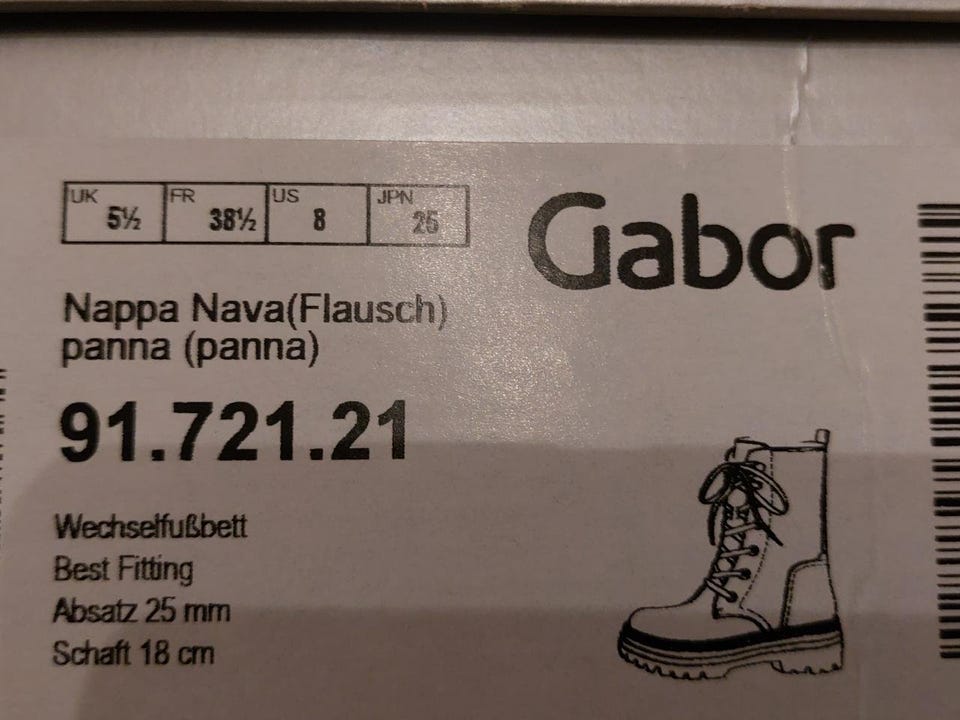 UK 5½ FR 38½ US 8 JPN 25
Gabor
Nappa Nava(Flausch)
panna (panna)
91.721.21
Wechselfußbett
Best Fitting
Absatz 25 mm
Schaft 18 cm